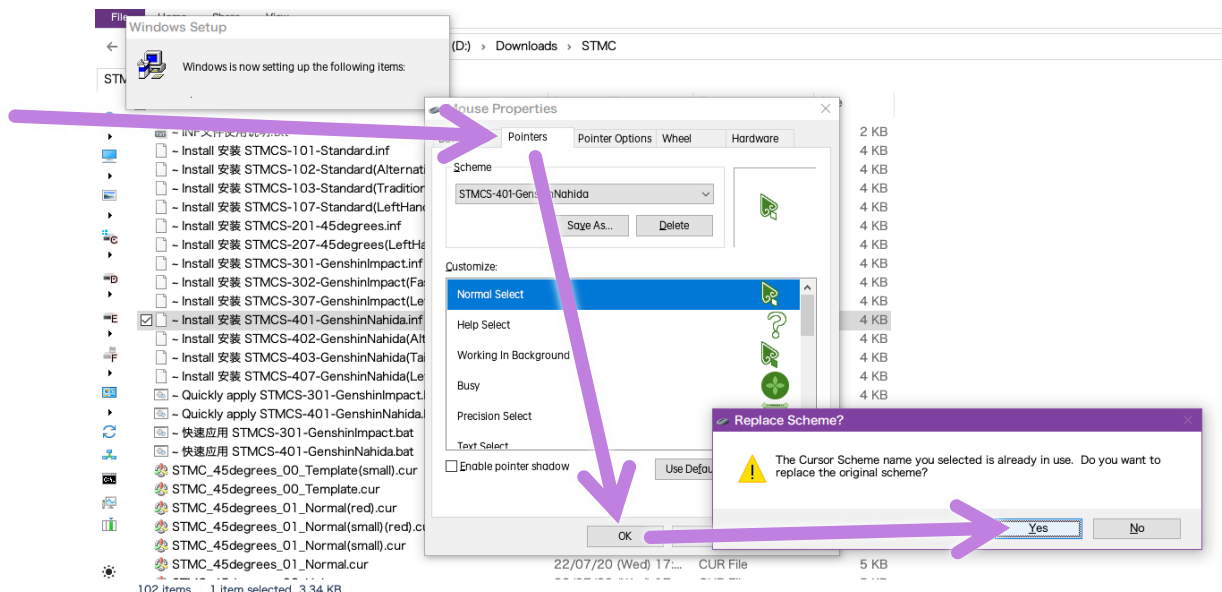 File
Windows Setup
Windows is now setting up the following items:
(D:) › Downloads › STMC
Mouse Properties
Pointers
Pointer Options
Wheel
Hardware
Scheme
STMCS-401-GenshinNahida
Save As...
Delete
Customize:
Normal Select
Help Select
Working In Background
Busy
Precision Select
Text Select
Enable pointer shadow
OK
Replace Scheme?
The Cursor Scheme name you selected is already in use. Do you want to
replace the original scheme?
Yes
No
~ Install 安装 STMCS-101-Standard.inf
~ Install 安装 STMCS-102-Standard(Alternati
~ Install 安装 STMCS-103-Standard(Tradition
~ Install 安装 STMCS-107-Standard(LeftHand
~ Install 安装 STMCS-201-45degrees.inf
~ Install 安装 STMCS-207-45degrees(LeftHa
~ Install 安装 STMCS-301-GenshinImpact.inf
~ Install 安装 STMCS-302-GenshinImpact(Fa
~ Install 安装 STMCS-307-GenshinImpact(Le
~ Install 安装 STMCS-401-GenshinNahida.inf
~ Install 安装 STMCS-402-GenshinNahida(Alt
~ Install 安装 STMCS-403-GenshinNahida(Tai
~ Install 安装 STMCS-407-GenshinNahida(Le
~ Quickly apply STMCS-301-GenshinImpact.
~ Quickly apply STMCS-401-GenshinNahida.
~ 快速应用 STMCS-301-GenshinImpact.bat
~ 快速应用 STMCS-401-GenshinNahida.bat
STMC_45degrees_00_Template(small).cur
STMC_45degrees_00_Template.cur
STMC_45degrees_01_Normal(red).cur
STMC_45degrees_01_Normal(small)(red).cu
STMC_45degrees_01_Normal(small).cur
STMC_45degrees_01_Normal.cur
22/07/20 (Wed) 17:... CUR File 5 KB
2 KB
4 KB
4 KB
4 KB
4 KB
4 KB
4 KB
4 KB
4 KB
4 KB
4 KB
4 KB
4 KB
4 KB
4 KB
102 items 1 item selected 3.34 KB